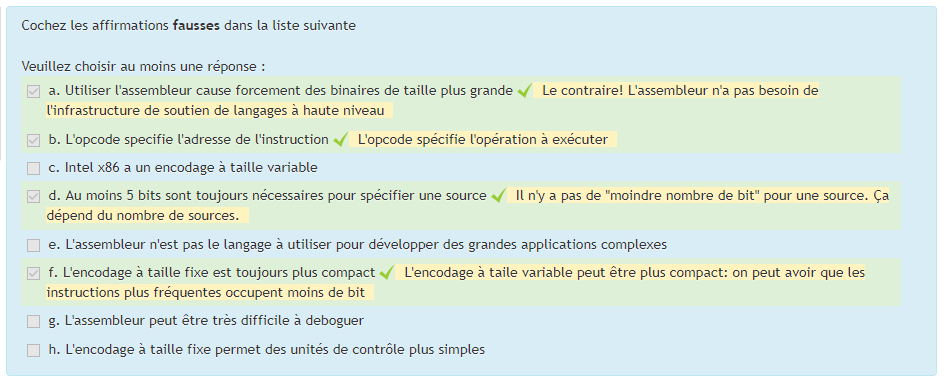 Cochez les affirmations fausses dans la liste suivante
Veuillez choisir au moins une réponse :
a. Utiliser l'assembleur cause forcement des binaires de taille plus grande Le contraire! L'assembleur n'a pas besoin de
l'infrastructure de soutien de langages à haute niveau
b. L'opcode specifie l'adresse de l'instruction L'opcode spécifie l'opération à exécuter
c. Intel x86 a un encodage à taille variable
d. Au moins 5 bits sont toujours nécessaires pour spécifier une source Il n'y a pas de "moindre nombre de bit" pour une source. Ça
dépend du nombre de sources.
e. L'assembleur n'est pas le langage à utiliser pour développer des grandes applications complexes
f. L'encodage à taille fixe est toujours plus compact L'encodage à taile variable peut être plus compact: on peut avoir que les
instructions plus fréquentes occupent moins de bit
g. L'assembleur peut être très difficile à deboguer
h. L'encodage à taille fixe permet des unités de contrôle plus simples